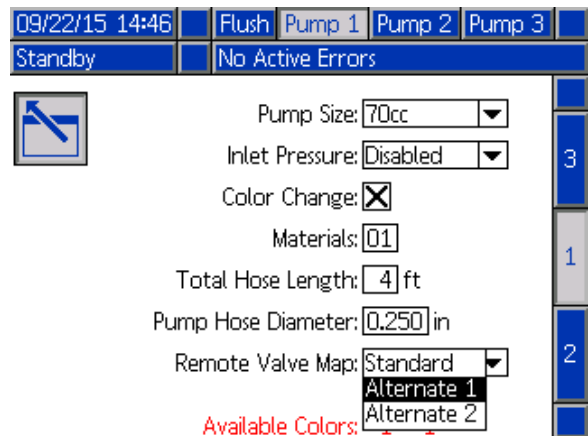 09/22/15 14:46 Flush Pump 1 Pump 2 Pump 3
Standby No Active Errors
Pump Size: 70cc
Inlet Pressure: Disabled
3
Color Change:
Materials: 01
1
Total Hose Length: 4 ft
Pump Hose Diameter: 0.250 in
Remote Valve Map: Standard
2
Alternate 1
Alternate 2
Available Colors: